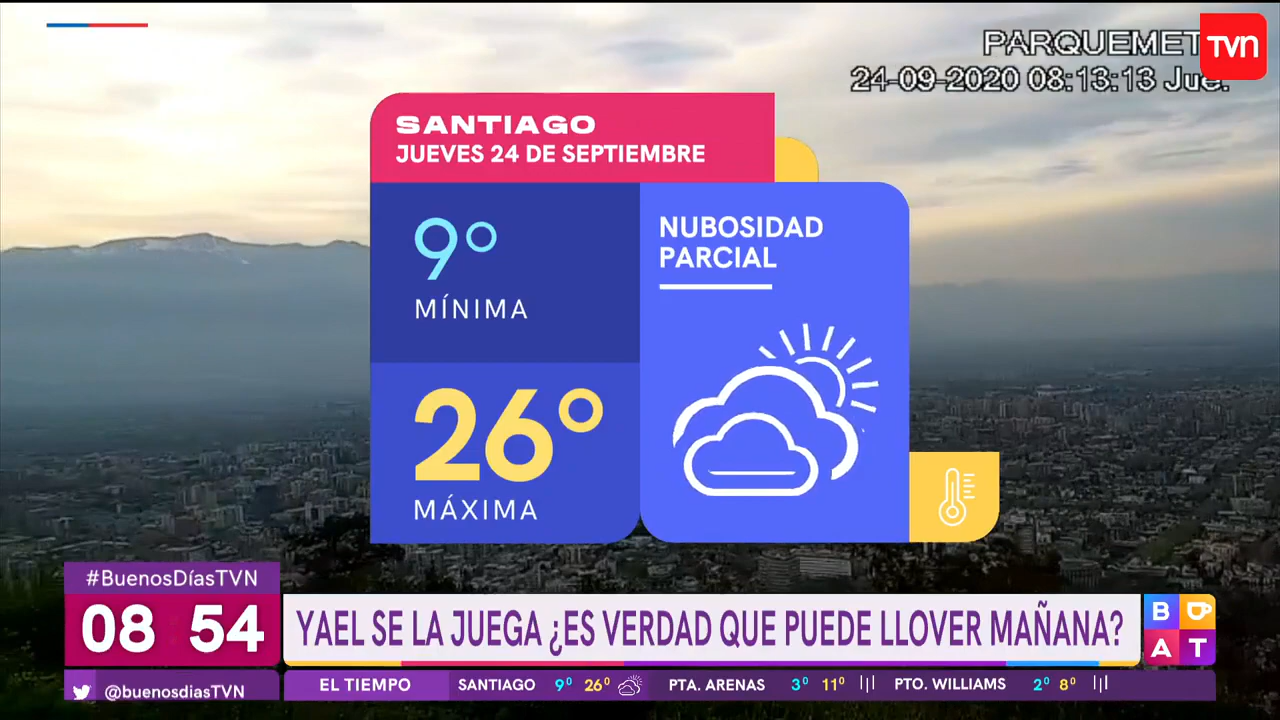 PARQUEMET
TVN
24-09-2020 08:13:13 Jue.
SANTIAGO
JUEVES 24 DE SEPTIEMBRE
9°
MÍNIMA
26°
MÁXIMA
NUBOSIDAD
PARCIAL
#BuenosDíasTVN
08 54
YAEL SE LA JUEGA ¿ES VERDAD QUE PUEDE LLOVER MAÑANA?
B
A T
@buenosdiasTVN
EL TIEMPO SANTIAGO 9° 26° PTA. ARENAS 3° 11° PTO. WILLIAMS 2° 8°